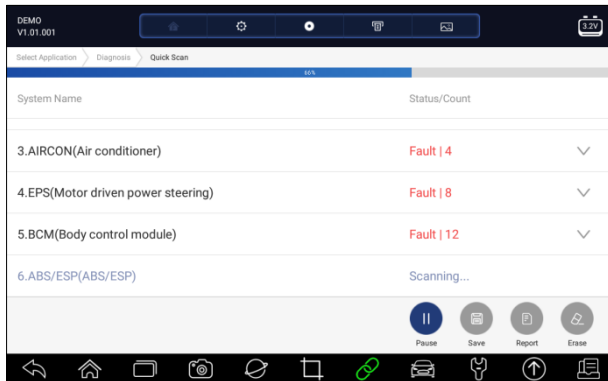 DEMO
V1.01.001
3.2V
Select Application Diagnosis Quick Scan
66%
System Name Status/Count
3.AIRCON(Air conditioner) Fault | 4
4.EPS(Motor driven power steering) Fault | 8
5.BCM(Body control module) Fault | 12
6.ABS/ESP(ABS/ESP) Scanning...
Pause Save Report Erase